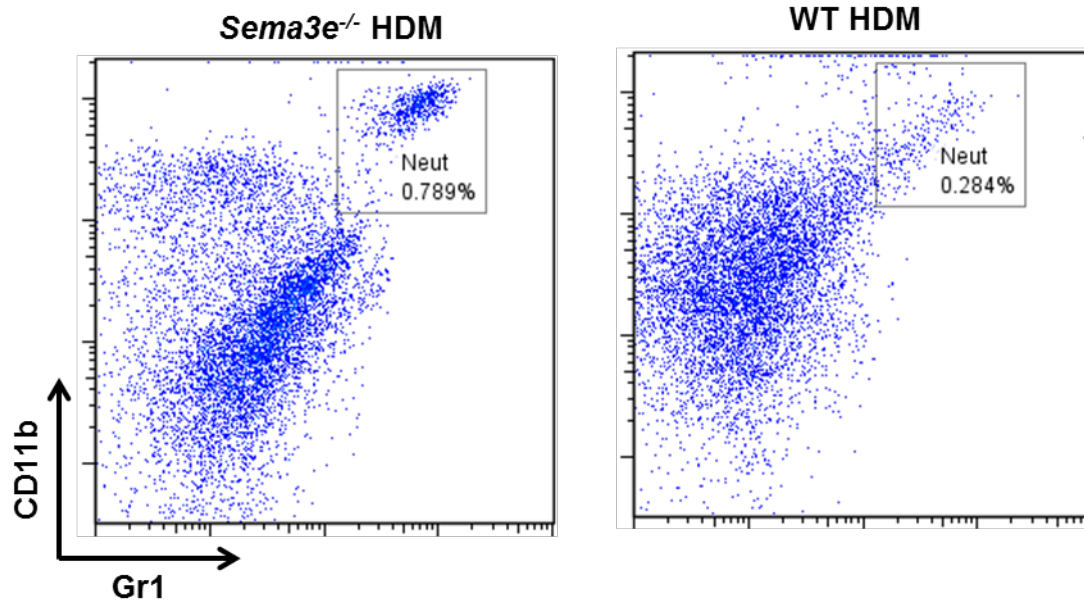 Sema3e-/- HDM
WT HDM
Neut
0.789%
Neut
0.284%
CD11b
Gr1